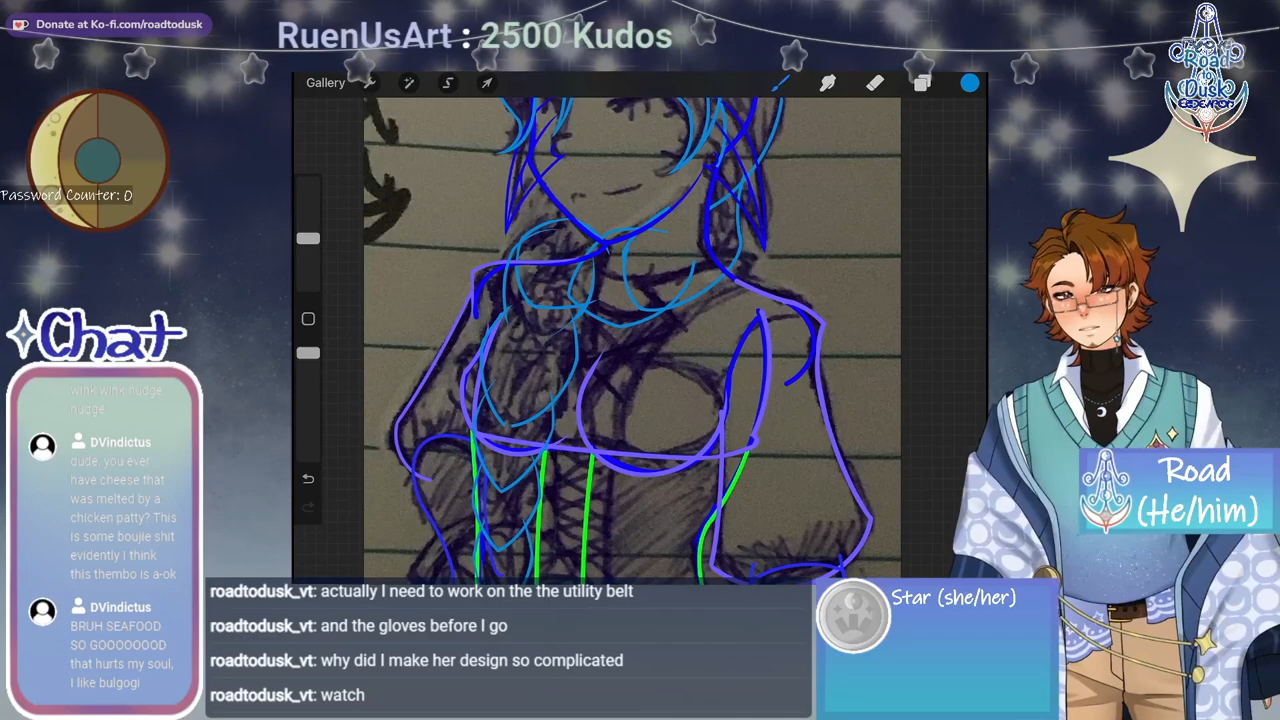 Donate at Ko-fi.com/roadtodusk
RuenUsArt : 2500 Kudos
Road
to
Dusk
Gallery
Password Counter: 0
Chat
wink wink nudge
nudge
DVindictus
dude, you ever
have cheese that
was melted by a
chicken patty? This
is some boujie shit
evidently I think
this thembo is a-ok
DVindictus
BRUH SEAFOOD
SO GOOOOOOOD
that hurts my soul,
I like bulgogi
roadtodusk_vt: actually I need to work on the the utility belt
roadtodusk_vt: and the gloves before I go
roadtodusk_vt: why did I make her design so complicated
roadtodusk_vt: watch
Star (she/her)
Road
(He/him)